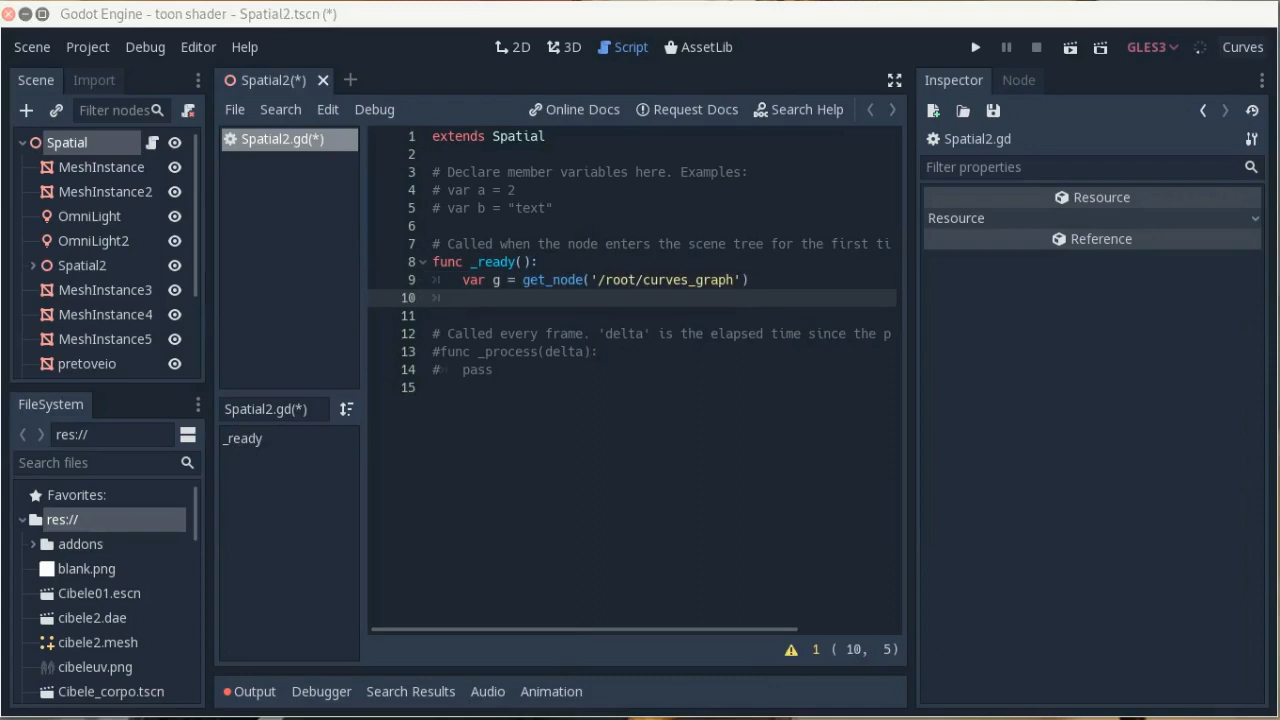 Godot Engine - toon shader - Spatial2.tscn (*)
Scene Project Debug Editor Help 2D 3D Script AssetLib GLES3 Curves
Scene Import
Filter nodes
Spatial
MeshInstance
MeshInstance2
OmniLight
OmniLight2
Spatial2
MeshInstance3
MeshInstance4
MeshInstance5
pretoveio
FileSystem
res://
Search files
Favorites:
res://
addons
blank.png
Cibele01.escn
cibele2.dae
cibele2.mesh
cibeleuv.png
Cibele_corpo.tscn
Spatial2(*)
File Search Edit Debug Online Docs Request Docs Search Help
Spatial2.gd(*)
Spatial2.gd(*)
_ready
1 extends Spatial
2
3 # Declare member variables here. Examples:
4 # var a = 2
5 # var b = "text"
6
7 # Called when the node enters the scene tree for the first ti
8 func _ready():
9 var g = get_node('/root/curves_graph')
10
11
12 # Called every frame. 'delta' is the elapsed time since the p
13 #func _process(delta):
14 # pass
15
1 ( 10, 5)
Output Debugger Search Results Audio Animation
Inspector Node
Spatial2.gd
Filter properties
Resource
Resource
Reference